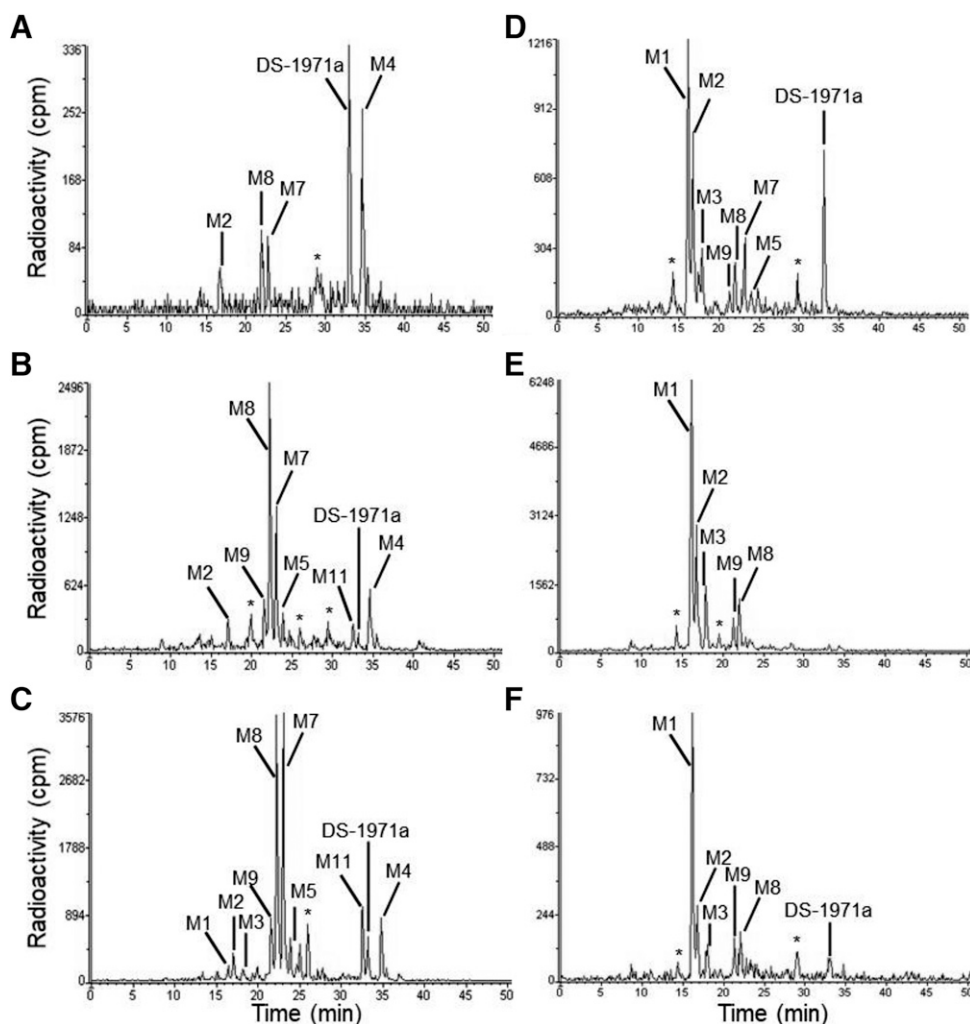 A
Radioactivity (cpm)
336
252
168
84
0
M2
M8
M7
*
DS-1971a
M4
0 5 10 15 20 25 30 35 40 45 50
B
Radioactivity (cpm)
2496
1872
1248
624
0
M2
M9
*
M8
M7
M5
*
*
M11
DS-1971a
M4
0 5 10 15 20 25 30 35 40 45 50
C
Radioactivity (cpm)
3576
2682
1788
894
0
M1
M2
M3
M9
M8
M7
M5
*
M11
DS-1971a
M4
0 5 10 15 20 25 30 35 40 45 50
Time (min)
D
1216
912
608
304
0
*
M1
M2
M3
M9
M8
M7
M5
*
DS-1971a
0 5 10 15 20 25 30 35 40 45 50
E
6248
4686
3124
1562
0
*
M1
M2
M3
*
M9
M8
0 5 10 15 20 25 30 35 40 45 50
F
976
732
488
244
0
*
M1
M2
M3
M9
M8
*
DS-1971a
0 5 10 15 20 25 30 35 40 45 50
Time (min)